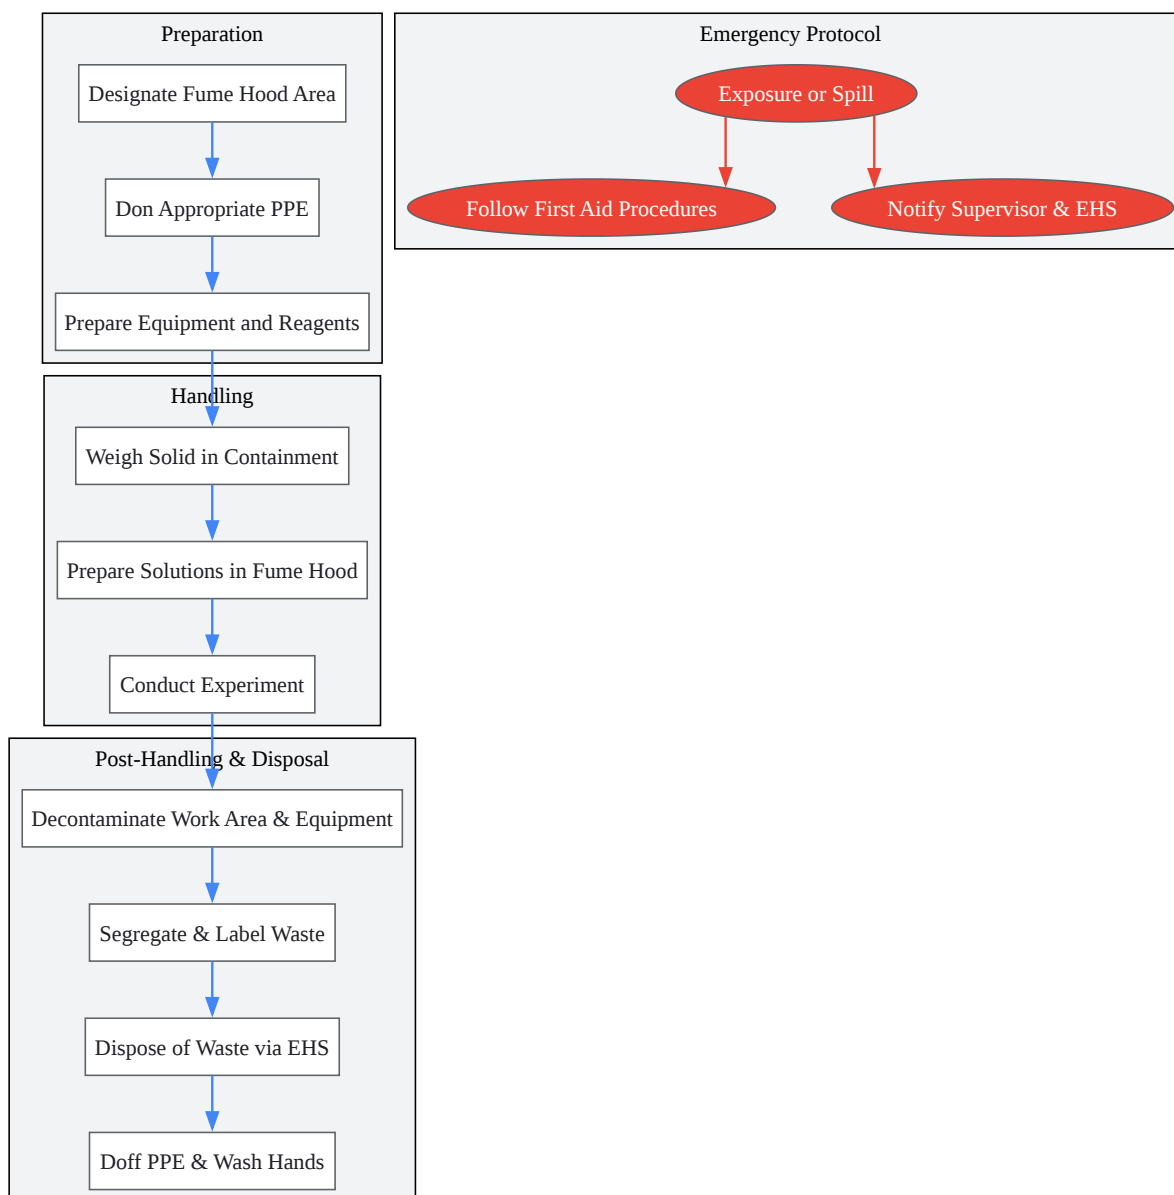 Preparation
Designate Fume Hood Area
Don Appropriate PPE
Prepare Equipment and Reagents
Handling
Weigh Solid in Containment
Prepare Solutions in Fume Hood
Conduct Experiment
Post-Handling & Disposal
Decontaminate Work Area & Equipment
Segregate & Label Waste
Dispose of Waste via EHS
Doff PPE & Wash Hands
Emergency Protocol
Exposure or Spill
Follow First Aid Procedures
Notify Supervisor & EHS